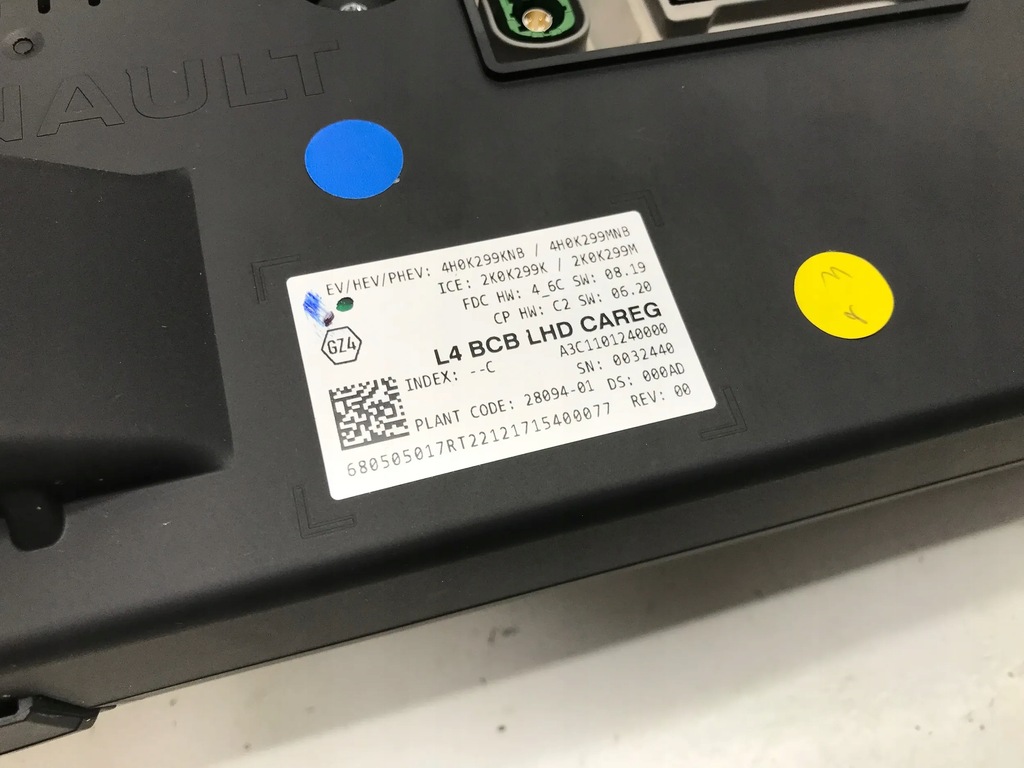 NAULT
EV/HEV/PHEV: 4H0K299KNB / 4H0K299MNB
ICE: 2K0K299K / 2K0K299M
FDC HW: 4_6C SW: 08.19
CP HW: C2 SW: 06.20
GZ4
L4 BCB LHD CAREG
INDEX: --C A3C1101240000
SN: 0032440
PLANT CODE: 28094-01 DS: 000AD
680505017RT22121715400077 REV: 00